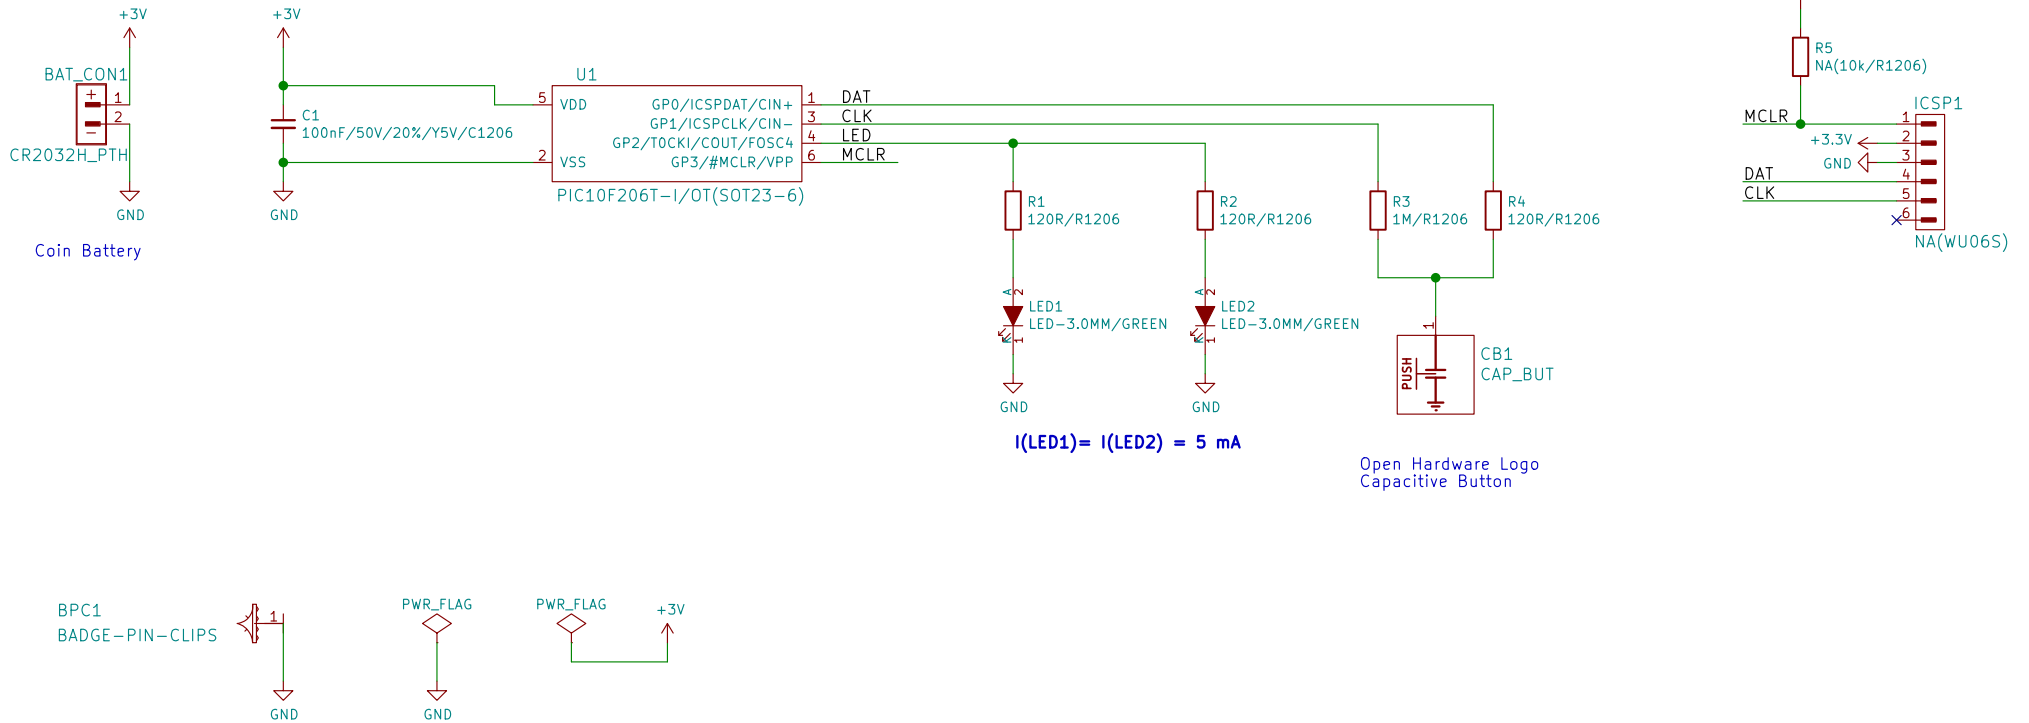 +3V
+3V
BAT_CON1
+
1
2
−
CR2032H_PTH
GND
Coin Battery
C1
100nF/50V/20%/Y5V/C1206
GND
U1
5 VDD
2 VSS
GP0/ICSPDAT/CIN+ 1 DAT
GP1/ICSPCLK/CIN- 3 CLK
GP2/T0CKI/COUT/FOSC4 4 LED
GP3/#MCLR/VPP 6 MCLR
PIC10F206T-I/OT(SOT23-6)
R1
120R/R1206
R2
120R/R1206
R3
1M/R1206
R4
120R/R1206
A 2
LED1
LED-3.0MM/GREEN
K 1
GND
A 2
LED2
LED-3.0MM/GREEN
K 1
GND
I(LED1)= I(LED2) = 5 mA
1
PUSH
CB1
CAP_BUT
Open Hardware Logo
Capacitive Button
R5
NA(10k/R1206)
ICSP1
MCLR 1
+3.3V 2
GND 3
DAT 4
CLK 5
6
NA(WU06S)
BPC1
BADGE-PIN-CLIPS
1
GND
PWR_FLAG
GND
PWR_FLAG
+3V